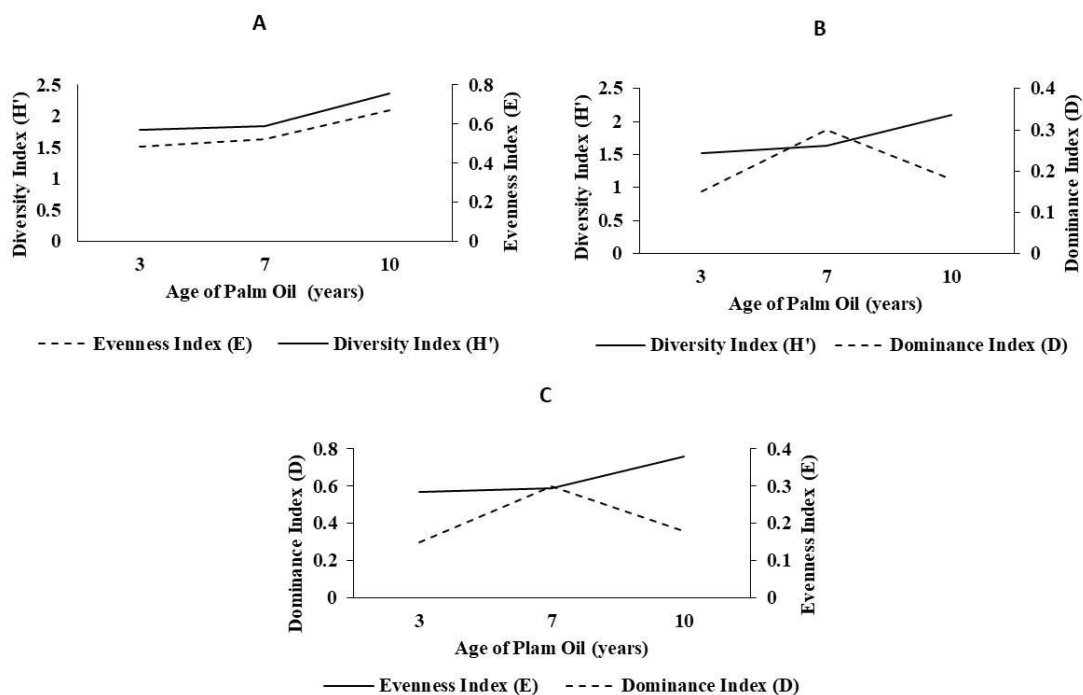 A
Diversity Index (H')
2.5
2
1.5
1
0.5
0
0.8
0.6
0.4
0.2
0
Evenness Index (E)
3 7 10
Age of Palm Oil (years)
Evenness Index (E) Diversity Index (H')
B
Diversity Index (H')
2.5
2
1.5
1
0.5
0
0.4
0.3
0.2
0.1
0
Dominance Index (D)
3 7 10
Age of Palm Oil (years)
Diversity Index (H') Dominance Index (D)
C
Dominance Index (D)
0.8
0.6
0.4
0.2
0
0.4
0.3
0.2
0.1
0
Evenness Index (E)
3 7 10
Age of Plam Oil (years)
Evenness Index (E) Dominance Index (D)